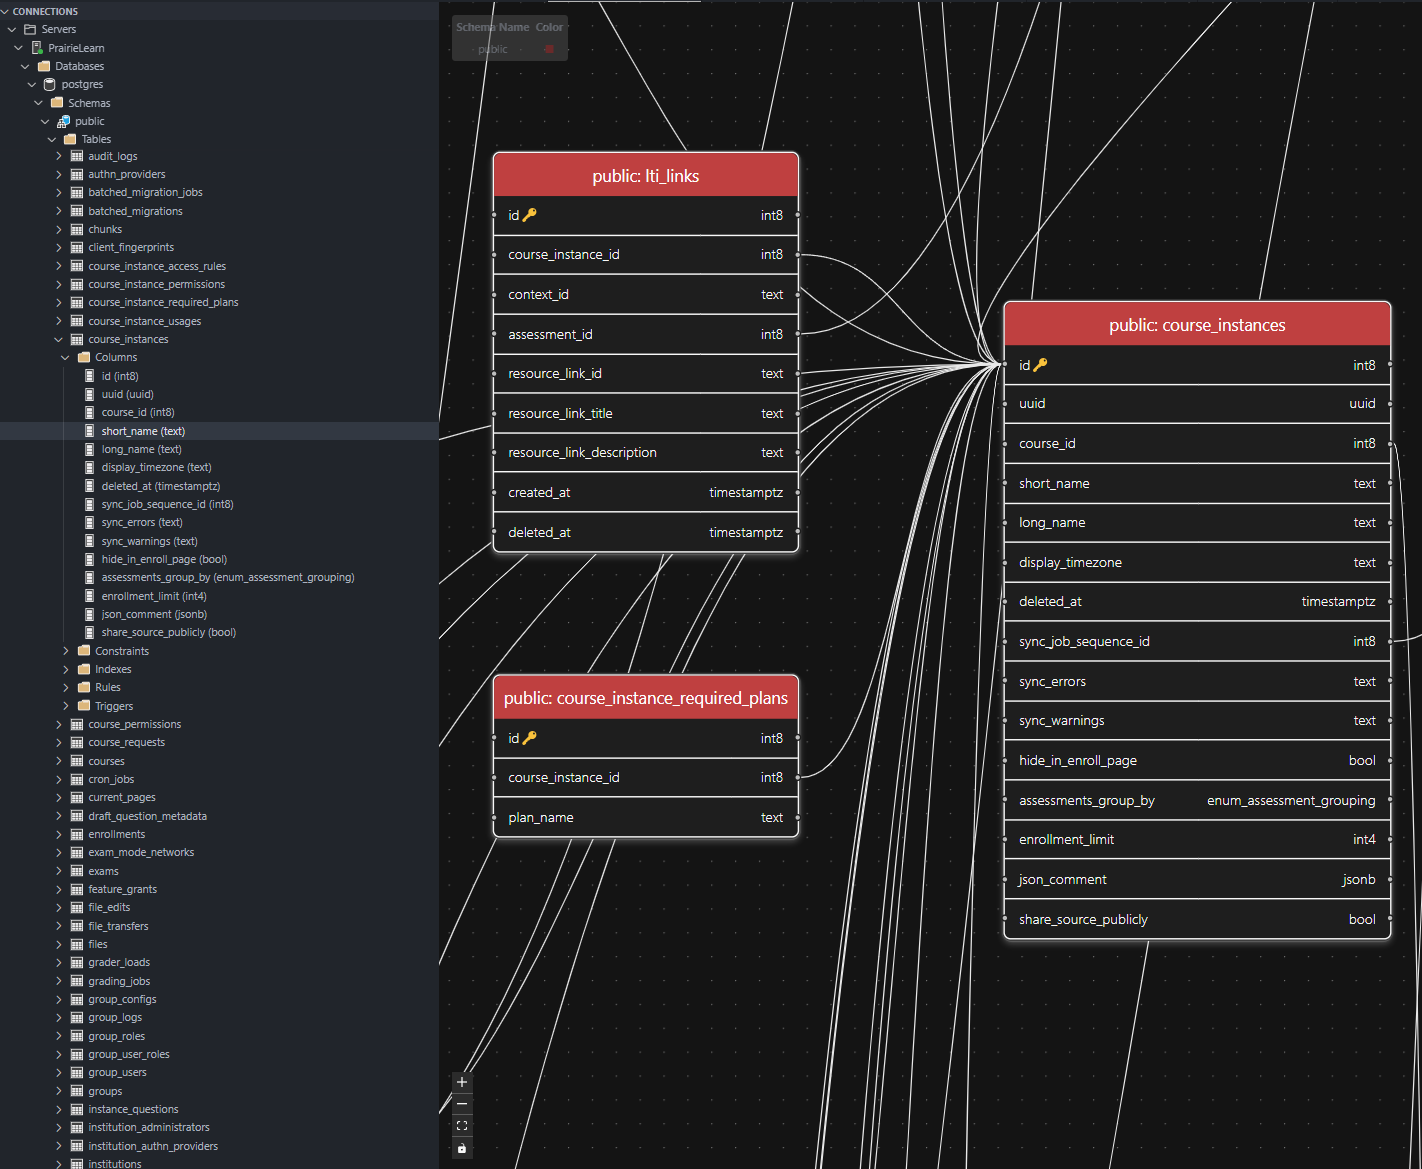 CONNECTIONS
Servers
PrairieLearn
Databases
postgres
Schemas
public
Tables
audit_logs
authn_providers
batched_migration_jobs
batched_migrations
chunks
client_fingerprints
course_instance_access_rules
course_instance_permissions
course_instance_required_plans
course_instance_usages
course_instances
Columns
id (int8)
uuid (uuid)
course_id (int8)
short_name (text)
long_name (text)
display_timezone (text)
deleted_at (timestamptz)
sync_job_sequence_id (int8)
sync_errors (text)
sync_warnings (text)
hide_in_enroll_page (bool)
assessments_group_by (enum_assessment_grouping)
enrollment_limit (int4)
json_comment (jsonb)
share_source_publicly (bool)
Constraints
Indexes
Rules
Triggers
course_permissions
course_requests
courses
cron_jobs
current_pages
draft_question_metadata
enrollments
exam_mode_networks
exams
feature_grants
file_edits
file_transfers
files
grader_loads
grading_jobs
group_configs
group_logs
group_roles
group_user_roles
group_users
groups
instance_questions
institution_administrators
institution_authn_providers
institutions
Schema Name Color
public
public: lti_links
id int8
course_instance_id int8
context_id text
assessment_id int8
resource_link_id text
resource_link_title text
resource_link_description text
created_at timestamptz
deleted_at timestamptz
public: course_instance_required_plans
id int8
course_instance_id int8
plan_name text
public: course_instances
id int8
uuid uuid
course_id int8
short_name text
long_name text
display_timezone text
deleted_at timestamptz
sync_job_sequence_id int8
sync_errors text
sync_warnings text
hide_in_enroll_page bool
assessments_group_by enum_assessment_grouping
enrollment_limit int4
json_comment jsonb
share_source_publicly bool